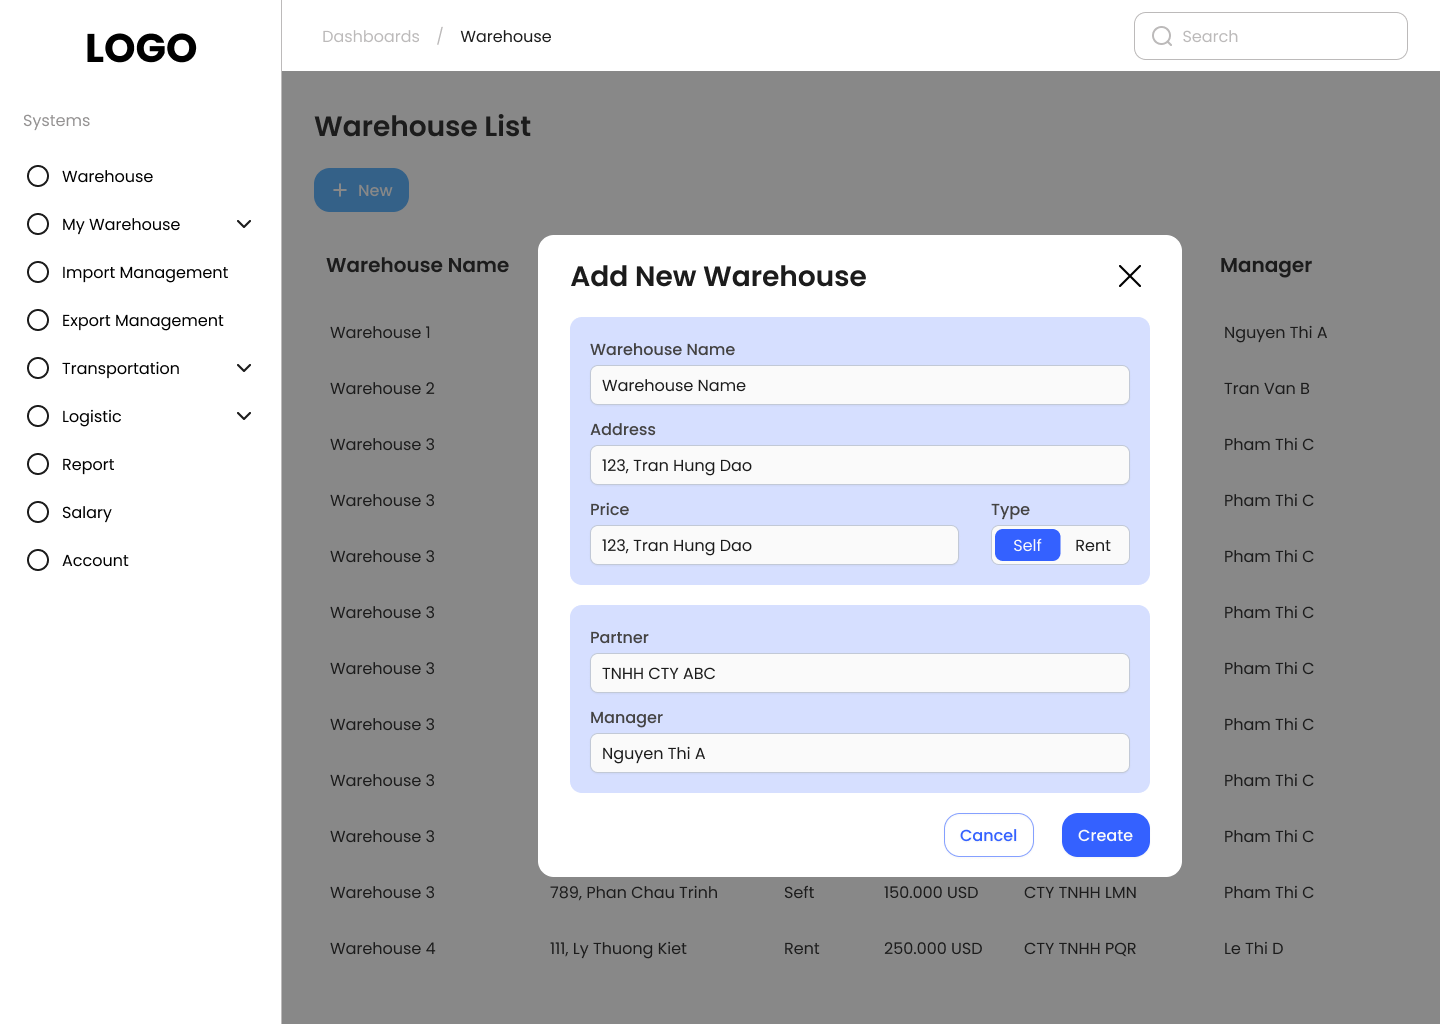 LOGO
Systems
Warehouse
My Warehouse
Import Management
Export Management
Transportation
Logistic
Report
Salary
Account
Dashboards / Warehouse
Search
Warehouse List
+ New
Warehouse Name
Manager
Warehouse 1
Nguyen Thi A
Warehouse 2
Tran Van B
Warehouse 3
Pham Thi C
Warehouse 3
Pham Thi C
Warehouse 3
Pham Thi C
Warehouse 3
Pham Thi C
Warehouse 3
Pham Thi C
Warehouse 3
Pham Thi C
Warehouse 3
Pham Thi C
Warehouse 3
Pham Thi C
Warehouse 3 789, Phan Chau Trinh Seft 150.000 USD CTY TNHH LMN Pham Thi C
Warehouse 4 111, Ly Thuong Kiet Rent 250.000 USD CTY TNHH PQR Le Thi D
Add New Warehouse
Warehouse Name
Warehouse Name
Address
123, Tran Hung Dao
Price Type
123, Tran Hung Dao Self Rent
Partner
TNHH CTY ABC
Manager
Nguyen Thi A
Cancel Create